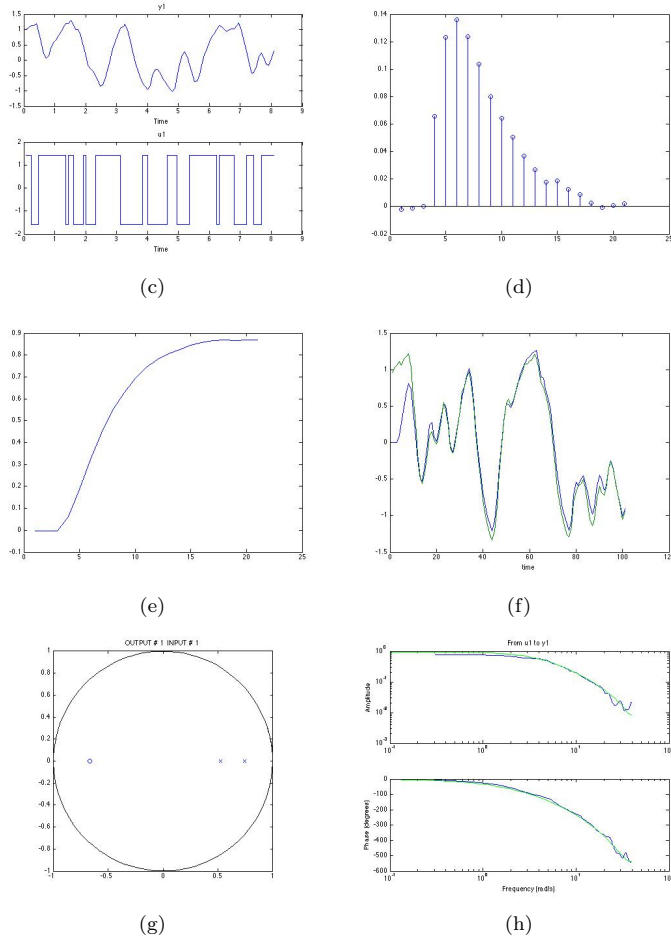 y1
1.5
1
0.5
0
-0.5
-1
-1.5
0 1 2 3 4 5 6 7 8 9
Time
u1
2
1
0
-1
-2
0 1 2 3 4 5 6 7 8 9
Time
(c)
0.14
0.12
0.1
0.08
0.06
0.04
0.02
0
-0.02
0 5 10 15 20 25
(d)
0.9
0.8
0.7
0.6
0.5
0.4
0.3
0.2
0.1
0
-0.1
0 5 10 15 20 25
(e)
1.5
1
0.5
0
-0.5
-1
-1.5
0 20 40 60 80 100 120
time
(f)
OUTPUT # 1 INPUT # 1
1
0.8
0.6
0.4
0.2
0
-0.2
-0.4
-0.6
-0.8
-1
-1 -0.5 0 0.5 1
(g)
From u1 to y1
Amplitude
0
-100
-200
-300
-400
-500
-600
Phase (degrees)
Frequency (rad/s)
(h)